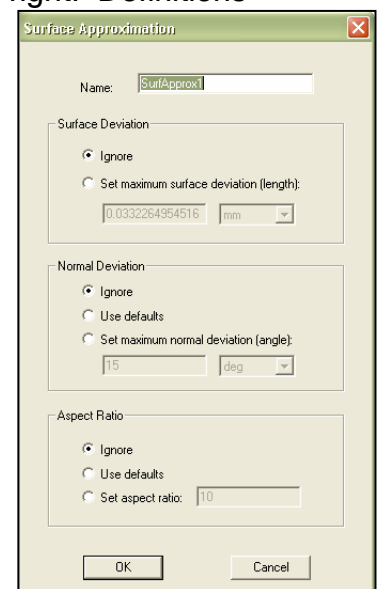 right: Definitions
Surface Approximation
Name: SurfApprox1
Surface Deviation
Ignore
Set maximum surface deviation (length):
0.0332264954516 mm
Normal Deviation
Ignore
Use defaults
Set maximum normal deviation (angle):
15 deg
Aspect Ratio
Ignore
Use defaults
Set aspect ratio: 10
OK Cancel